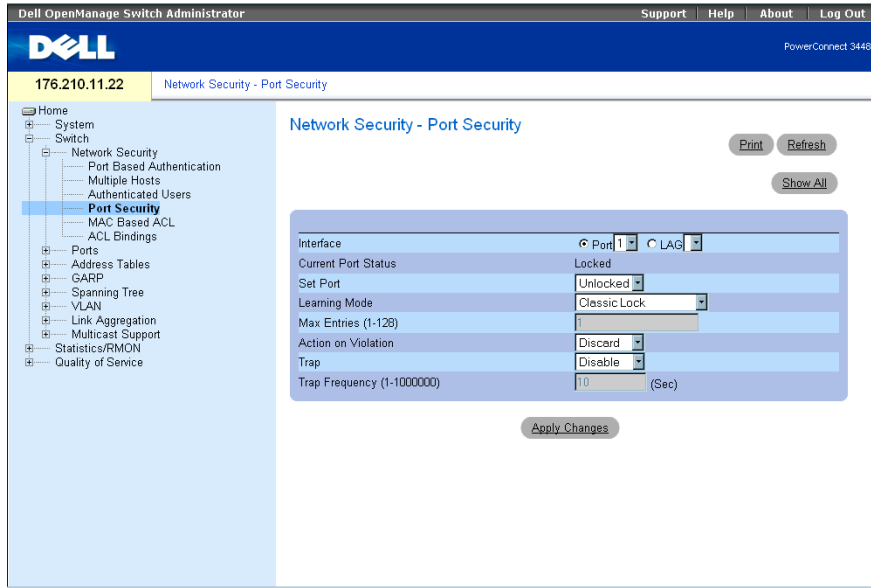 Dell OpenManage Switch Administrator
Support Help About Log Out
DELL
PowerConnect 3448
176.210.11.22
Network Security - Port Security
Home
System
Switch
Network Security
Port Based Authentication
Multiple Hosts
Authenticated Users
Port Security
MAC Based ACL
ACL Bindings
Ports
Address Tables
GARP
Spanning Tree
VLAN
Link Aggregation
Multicast Support
Statistics/RMON
Quality of Service
Network Security - Port Security
Print Refresh
Show All
Interface Port 1 LAG
Current Port Status Locked
Set Port Unlocked
Learning Mode Classic Lock
Max Entries (1-128) 1
Action on Violation Discard
Trap Disable
Trap Frequency (1-1000000) 10 (Sec)
Apply Changes